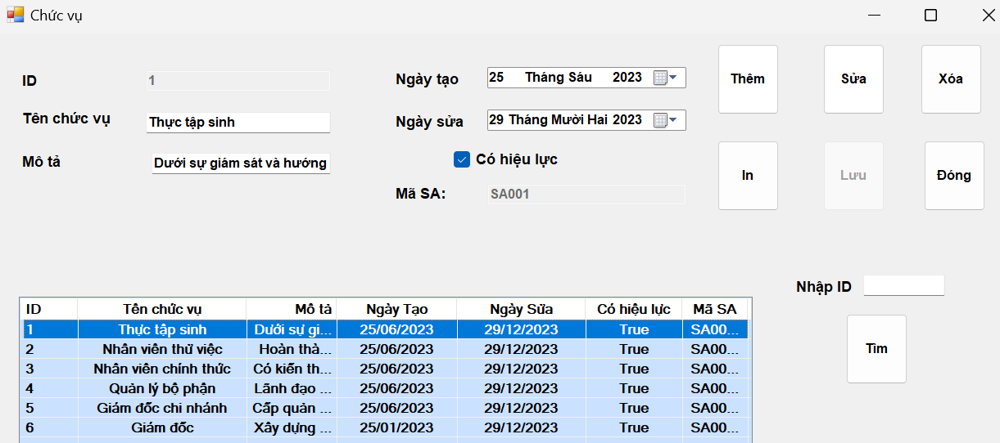 Chức vụ
ID 1 Ngày tạo 25 Tháng Sáu 2023 Thêm Sửa Xóa
Tên chức vụ Thực tập sinh Ngày sửa 29 Tháng Mười Hai 2023
Mô tả Dưới sự giám sát và hướng Có hiệu lực
Mã SA: SA001 In Lưu Đóng
Nhập ID
Tìm
ID Tên chức vụ Mô tả Ngày Tạo Ngày Sửa Có hiệu lực Mã SA
1 Thực tập sinh Dưới sự gi... 25/06/2023 29/12/2023 True SA00...
2 Nhân viên thử việc Hoàn thà... 25/06/2023 29/12/2023 True SA00...
3 Nhân viên chính thức Có kiến th... 25/06/2023 29/12/2023 True SA00...
4 Quản lý bộ phận Lãnh đạo ... 25/06/2023 29/12/2023 True SA00...
5 Giám đốc chi nhánh Cấp quản ... 25/06/2023 29/12/2023 True SA00...
6 Giám đốc Xây dựng ... 25/01/2023 29/12/2023 True SA00...